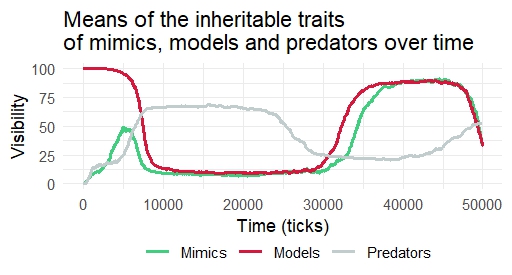 Means of the inheritable traits
of mimics, models and predators over time
Visibility
100
75
50
25
0
0 10000 20000 30000 40000 50000
Time (ticks)
Mimics Models Predators